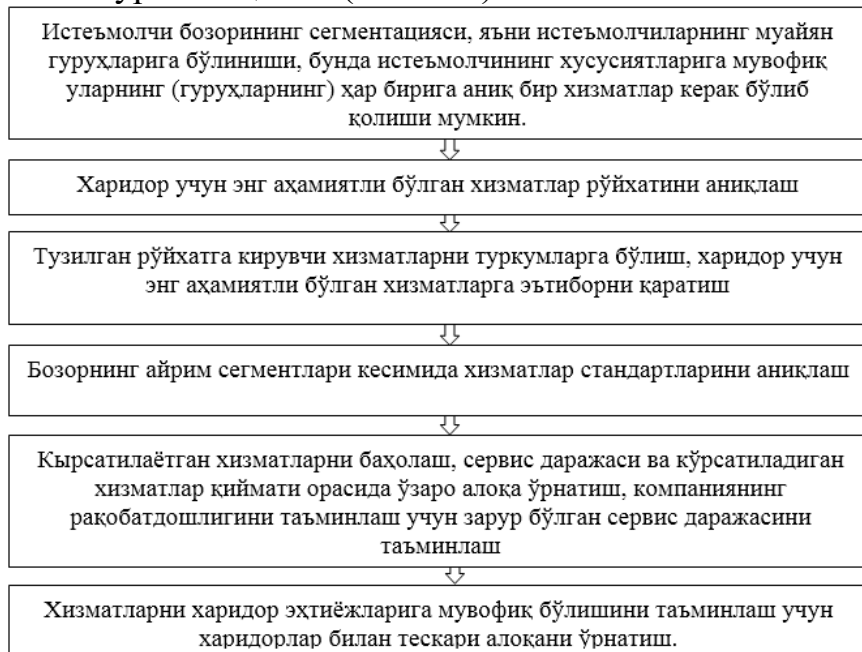 Истеъмолчи бозорининг сегментацияси, яъни истеъмолчиларнинг муайян
гуруҳларига бўлиниши, бунда истеъмолчининг хусусиятларига мувофиқ
уларнинг (гуруҳларнинг) ҳар бирига аниқ бир хизматлар керак бўлиб
қолиши мумкин.
Харидор учун энг аҳамиятли бўлган хизматлар рўйхатини аниқлаш
Тузилган рўйхатга кирувчи хизматларни туркумларга бўлиш, харидор учун
энг аҳамиятли бўлган хизматларга эътиборни қаратиш
Бозорнинг айрим сегментлари кесимида хизматлар стандартларини аниқлаш
Кырсатилаётган хизматларни баҳолаш, сервис даражаси ва кўрсатиладиган
хизматлар қиймати орасида ўзаро алоқа ўрнатиш, компаниянинг
рақобатдошлигини таъминлаш учун зарур бўлган сервис даражасини
таъминлаш
Хизматларни харидор эҳтиёжларига мувофиқ бўлишини таъминлаш учун
харидорлар билан тескари алоқани ўрнатиш.